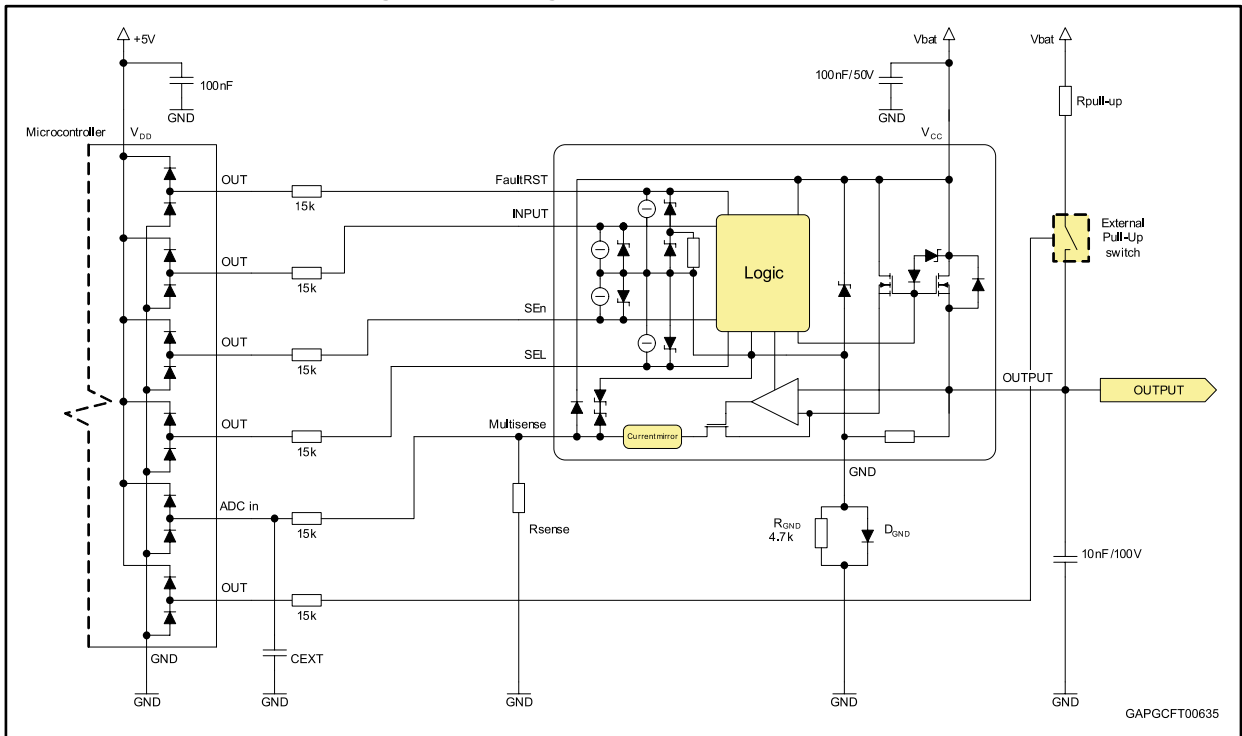 +5V
Vbat
Vbat
100nF
100nF/50V
GND
GND
Rpull-up
Microcontroller
VDD
VCC
OUT
15k
FaultRST
INPUT
OUT
15k
Logic
External
Pull-Up
switch
SEn
OUT
15k
SEL
OUTPUT
OUTPUT
OUT
15k
Multisense
Currentmirror
GND
ADC in
15k
Rsense
RGND
4.7k
DGND
10nF/100V
OUT
15k
GND
CEXT
GND
GND
GND
GND
GND
GAPGCFT00635